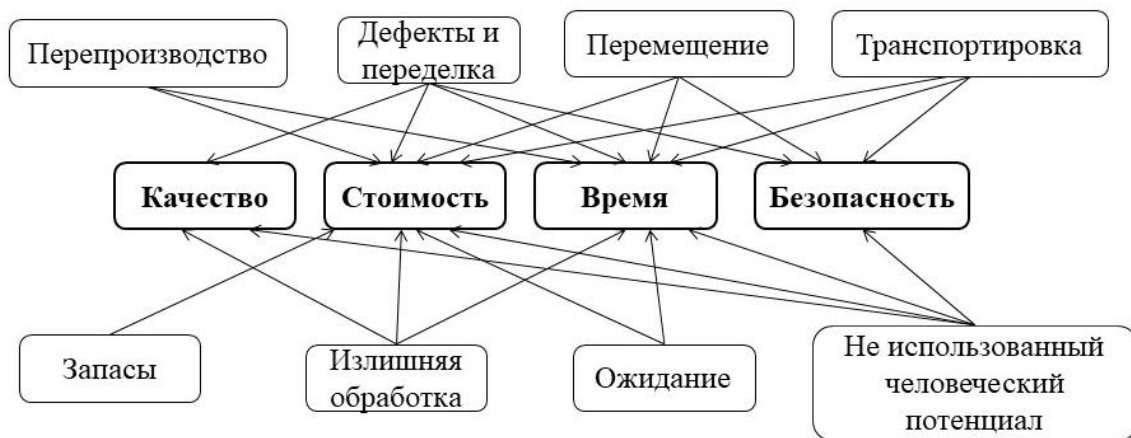 Перепроизводство
Дефекты и
переделка
Перемещение
Транспортировка
Качество
Стоимость
Время
Безопасность
Запасы
Излишняя
обработка
Ожидание
Не использованный
человеческий
потенциал